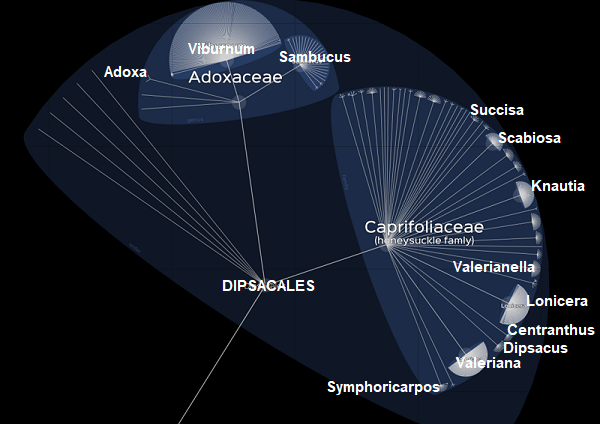 Viburnum
Sambucus
Adoxa
Adoxaceae
Succisa
Scabiosa
Knautia
Caprifoliaceae
(honeysuckle famly)
Valerianella
DIPSACALES
Lonicera
Centranthus
Dipsacus
Valeriana
Symphoricarpos